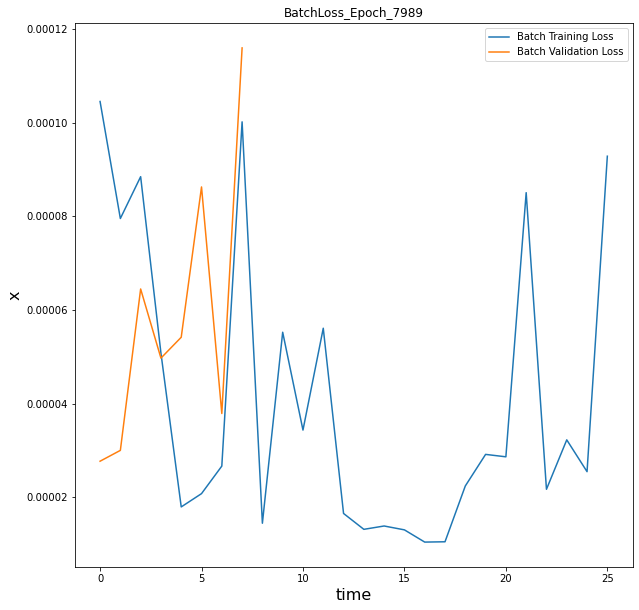 BatchLoss_Epoch_7989
Batch Training Loss
Batch Validation Loss
0.00012
0.00010
0.00008
0.00006
0.00004
0.00002
x
0 5 10 15 20 25
time